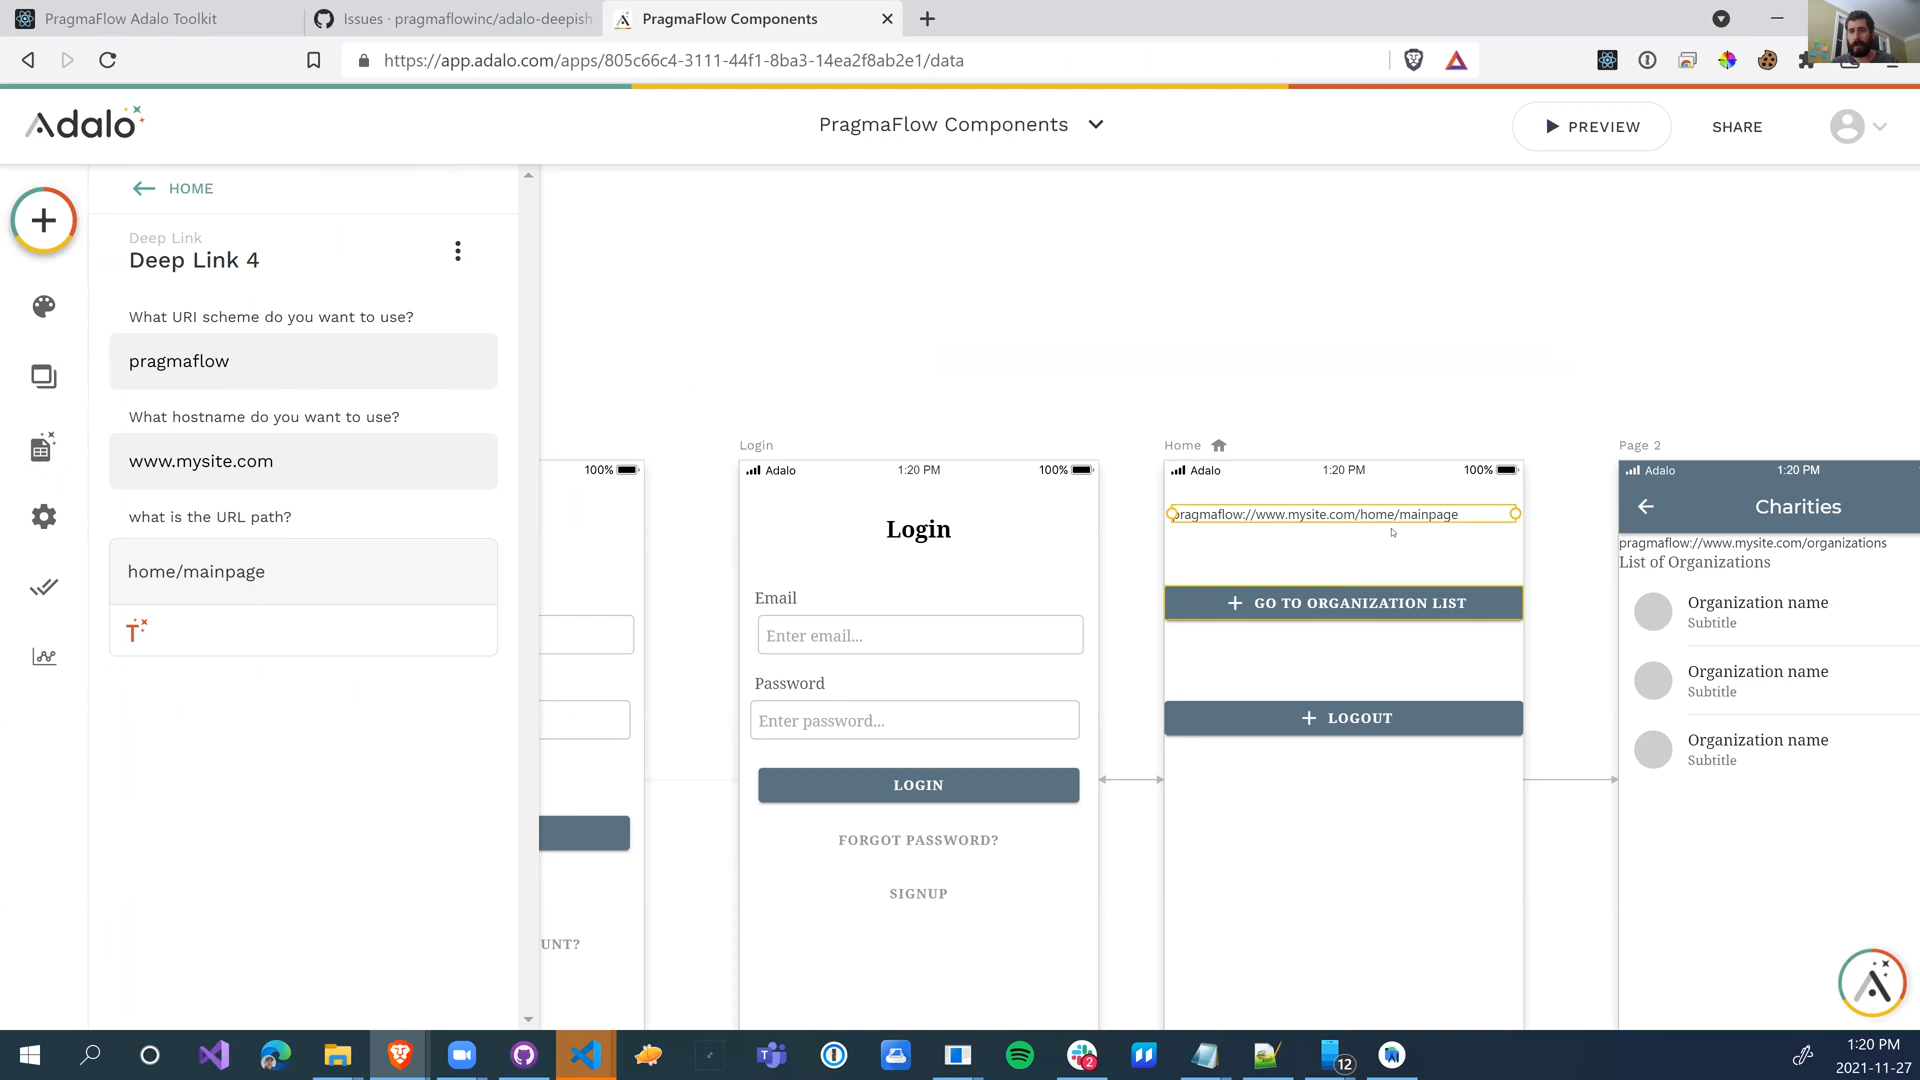 PragmaFlow Adalo Toolkit
Issues · pragmaflowinc/adalo-deepish
PragmaFlow Components
https://app.adalo.com/apps/805c66c4-3111-44f1-8ba3-14ea2f8ab2e1/data
Adalo
PragmaFlow Components
PREVIEW
SHARE
HOME
Deep Link
Deep Link 4
What URI scheme do you want to use?
pragmaflow
What hostname do you want to use?
www.mysite.com
what is the URL path?
home/mainpage
T
100%
UNT?
Login
Adalo
1:20 PM
100%
Login
Email
Enter email...
Password
Enter password...
LOGIN
FORGOT PASSWORD?
SIGNUP
Home
Adalo
1:20 PM
100%
pragmaflow://www.mysite.com/home/mainpage
GO TO ORGANIZATION LIST
LOGOUT
Page 2
Adalo
1:20 PM
Charities
pragmaflow://www.mysite.com/organizations
List of Organizations
Organization name
Subtitle
Organization name
Subtitle
Organization name
Subtitle
2
12
1:20 PM
2021-11-27